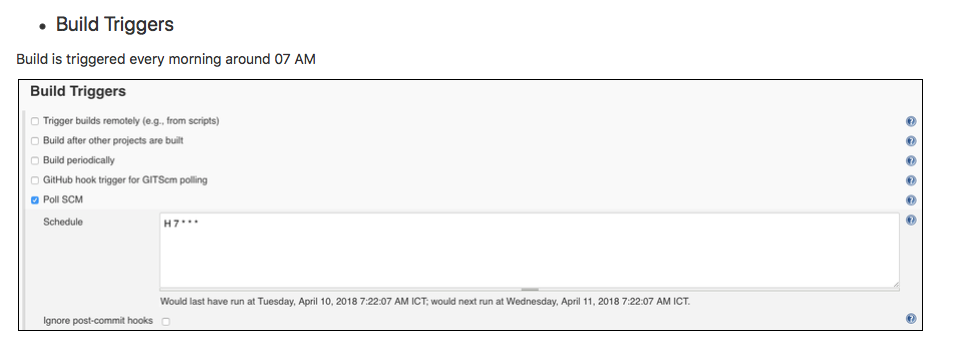 • Build Triggers
Build is triggered every morning around 07 AM
Build Triggers
Trigger builds remotely (e.g., from scripts)
Build after other projects are built
Build periodically
GitHub hook trigger for GITScm polling
Poll SCM
Schedule
H 7 * * *
Would last have run at Tuesday, April 10, 2018 7:22:07 AM ICT; would next run at Wednesday, April 11, 2018 7:22:07 AM ICT.
Ignore post-commit hooks